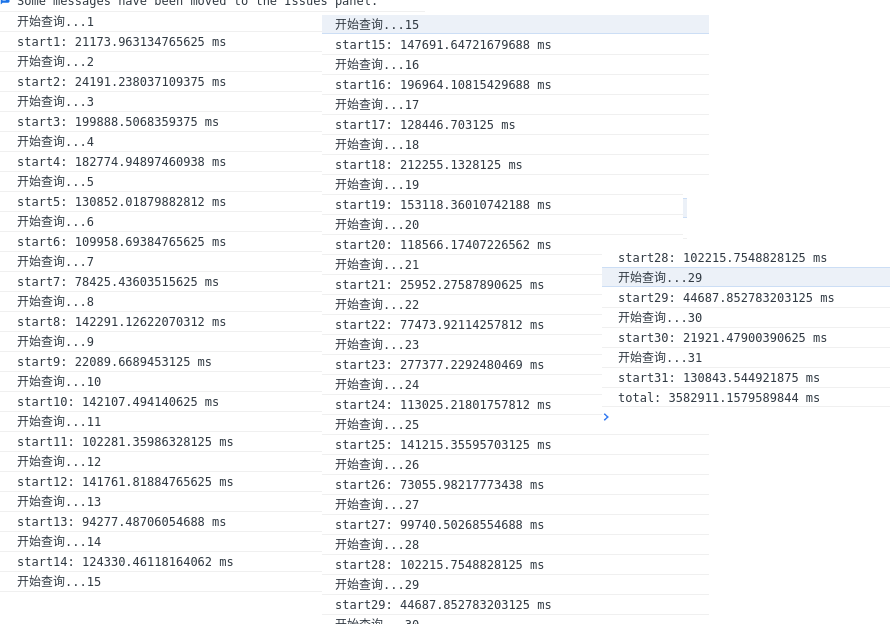 Some messages have been moved to the Issues panel.
开始查询...1
start1: 21173.963134765625 ms
开始查询...2
start2: 24191.238037109375 ms
开始查询...3
start3: 199888.5068359375 ms
开始查询...4
start4: 182774.94897460938 ms
开始查询...5
start5: 130852.01879882812 ms
开始查询...6
start6: 109958.69384765625 ms
开始查询...7
start7: 78425.43603515625 ms
开始查询...8
start8: 142291.12622070312 ms
开始查询...9
start9: 22089.6689453125 ms
开始查询...10
start10: 142107.494140625 ms
开始查询...11
start11: 102281.35986328125 ms
开始查询...12
start12: 141761.81884765625 ms
开始查询...13
start13: 94277.48706054688 ms
开始查询...14
start14: 124330.46118164062 ms
开始查询...15
开始查询...15
start15: 147691.64721679688 ms
开始查询...16
start16: 196964.10815429688 ms
开始查询...17
start17: 128446.703125 ms
开始查询...18
start18: 212255.1328125 ms
开始查询...19
start19: 153118.36010742188 ms
开始查询...20
start20: 118566.17407226562 ms
开始查询...21
start21: 25952.27587890625 ms
开始查询...22
start22: 77473.92114257812 ms
开始查询...23
start23: 277377.2292480469 ms
开始查询...24
start24: 113025.21801757812 ms
开始查询...25
start25: 141215.35595703125 ms
开始查询...26
start26: 73055.98217773438 ms
开始查询...27
start27: 99740.50268554688 ms
开始查询...28
start28: 102215.7548828125 ms
开始查询...29
start29: 44687.852783203125 ms
开始查询...30
start28: 102215.7548828125 ms
开始查询...29
start29: 44687.852783203125 ms
开始查询...30
start30: 21921.47900390625 ms
开始查询...31
start31: 130843.544921875 ms
total: 3582911.1579589844 ms